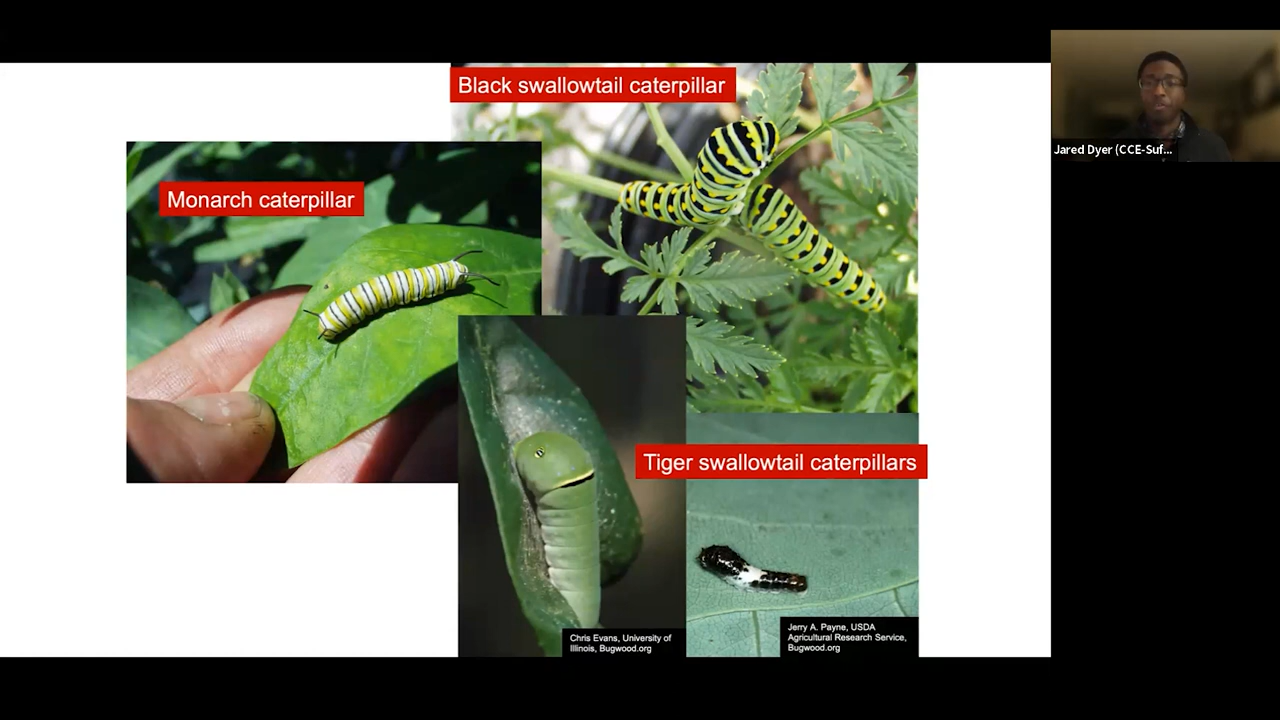 Black swallowtail caterpillar
Monarch caterpillar
Tiger swallowtail caterpillars
Chris Evans, University of
Illinois, Bugwood.org
Jerry A. Payne, USDA
Agricultural Research Service,
Bugwood.org
Jared Dyer (CCE-Suf...